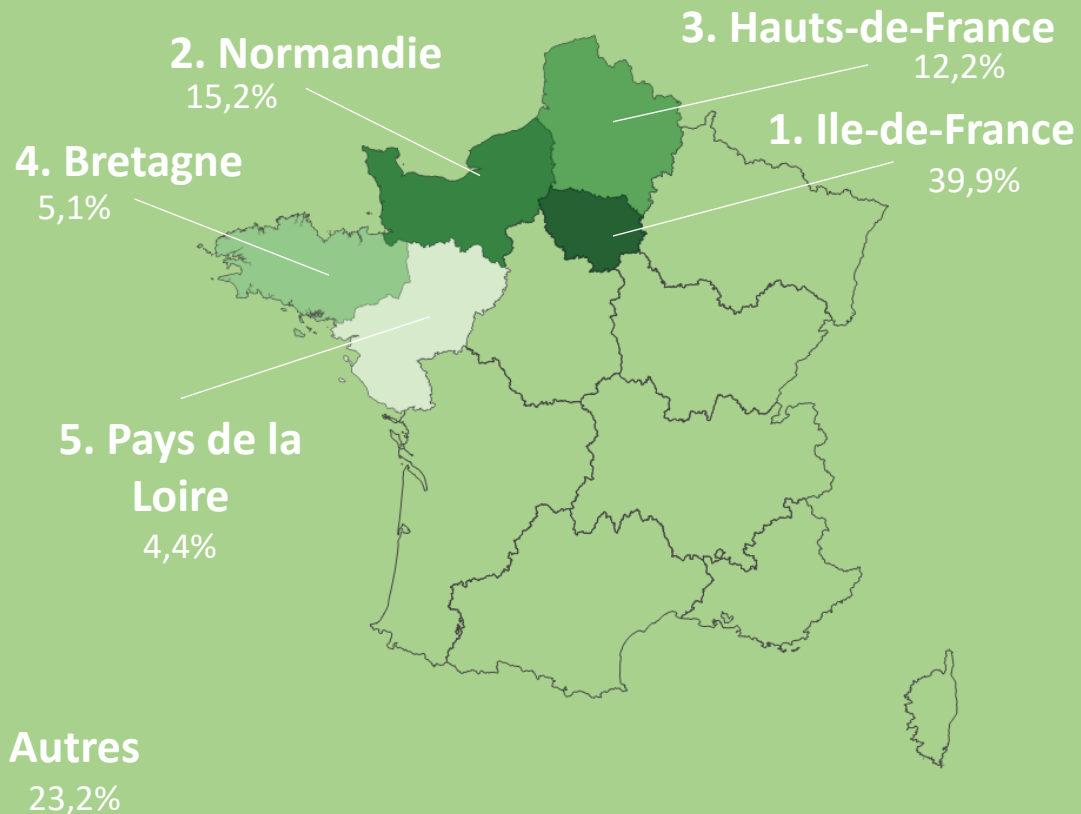 3. Hauts-de-France
12,2%
2. Normandie
15,2%
1. Ile-de-France
39,9%
4. Bretagne
5,1%
5. Pays de la
Loire
4,4%
Autres
23,2%